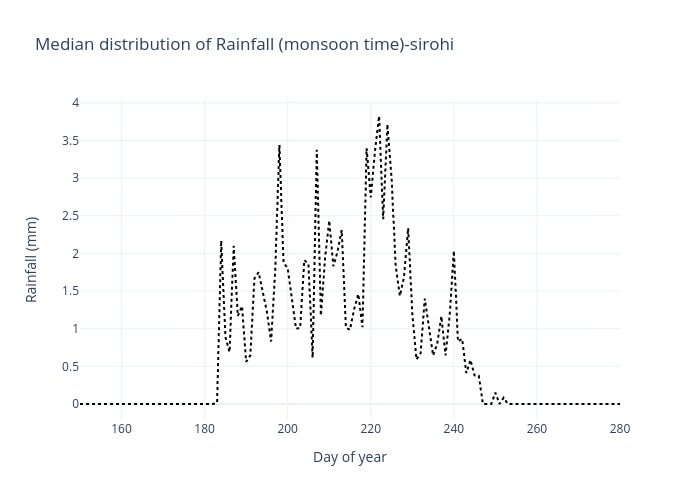 Median distribution of Rainfall (monsoon time)-sirohi
Rainfall (mm)
4
3.5
3
2.5
2
1.5
1
0.5
0
160 180 200 220 240 260 280
Day of year